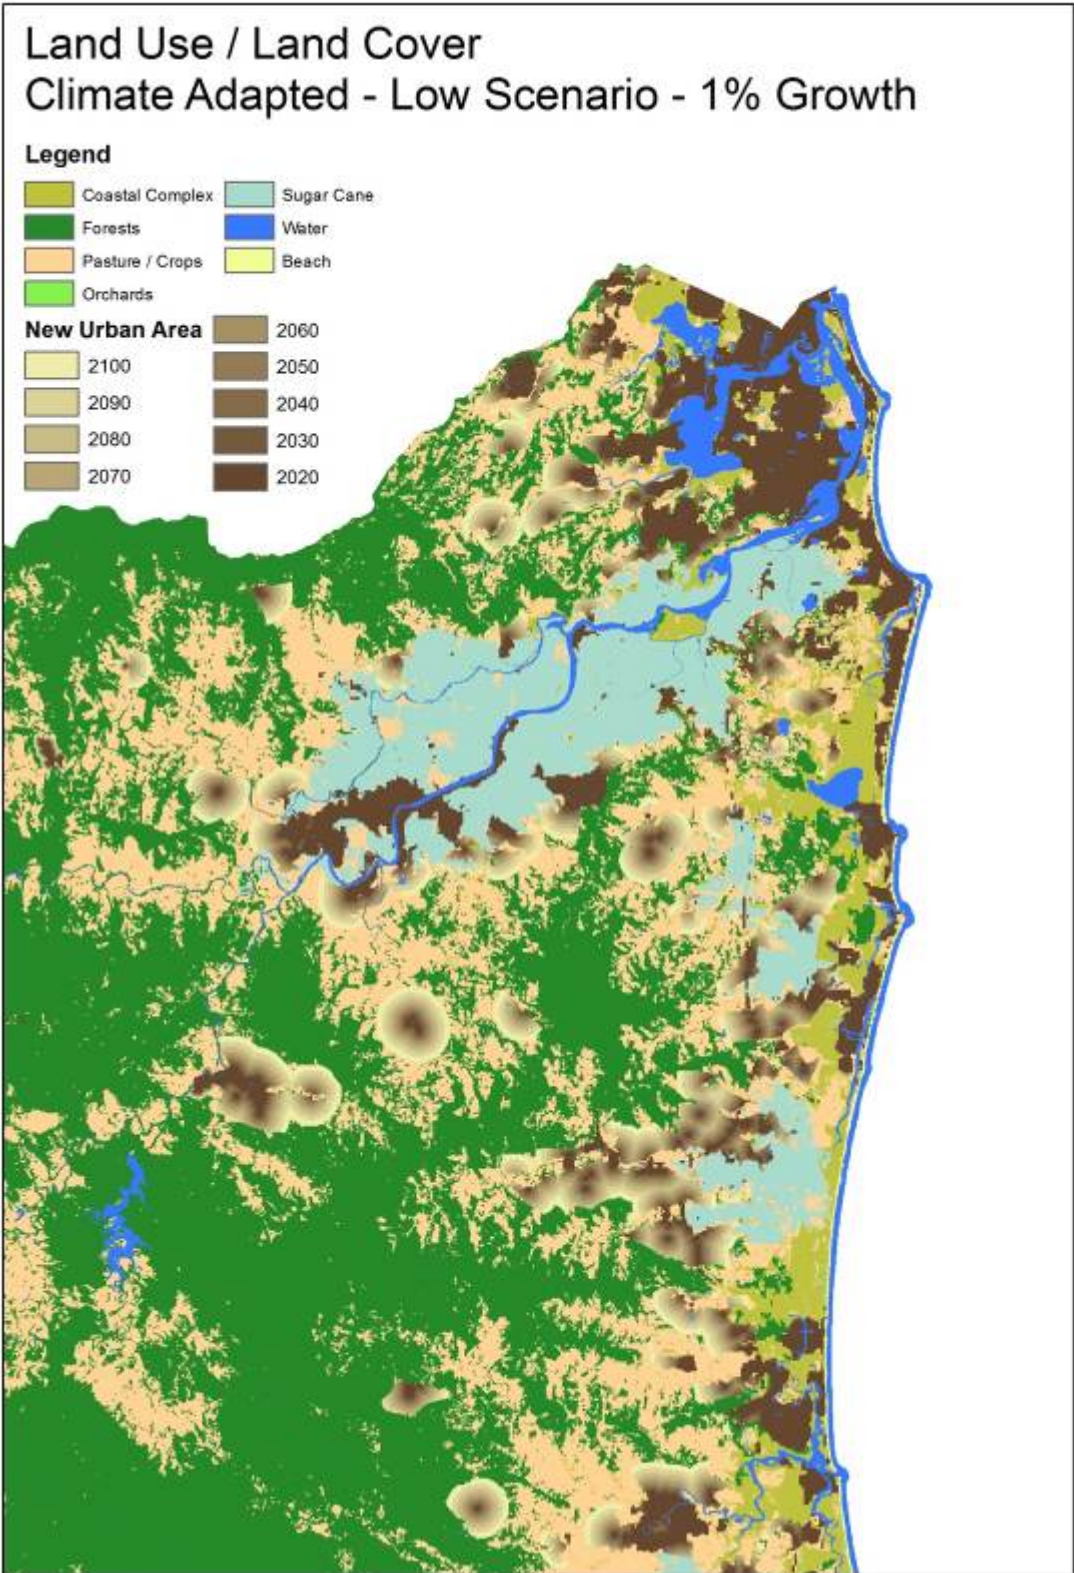 Land Use / Land Cover
Climate Adapted - Low Scenario - 1% Growth
Legend
Coastal Complex
Forests
Pasture / Crops
Orchards
Sugar Cane
Water
Beach
New Urban Area
2100
2090
2080
2070
2060
2050
2040
2030
2020